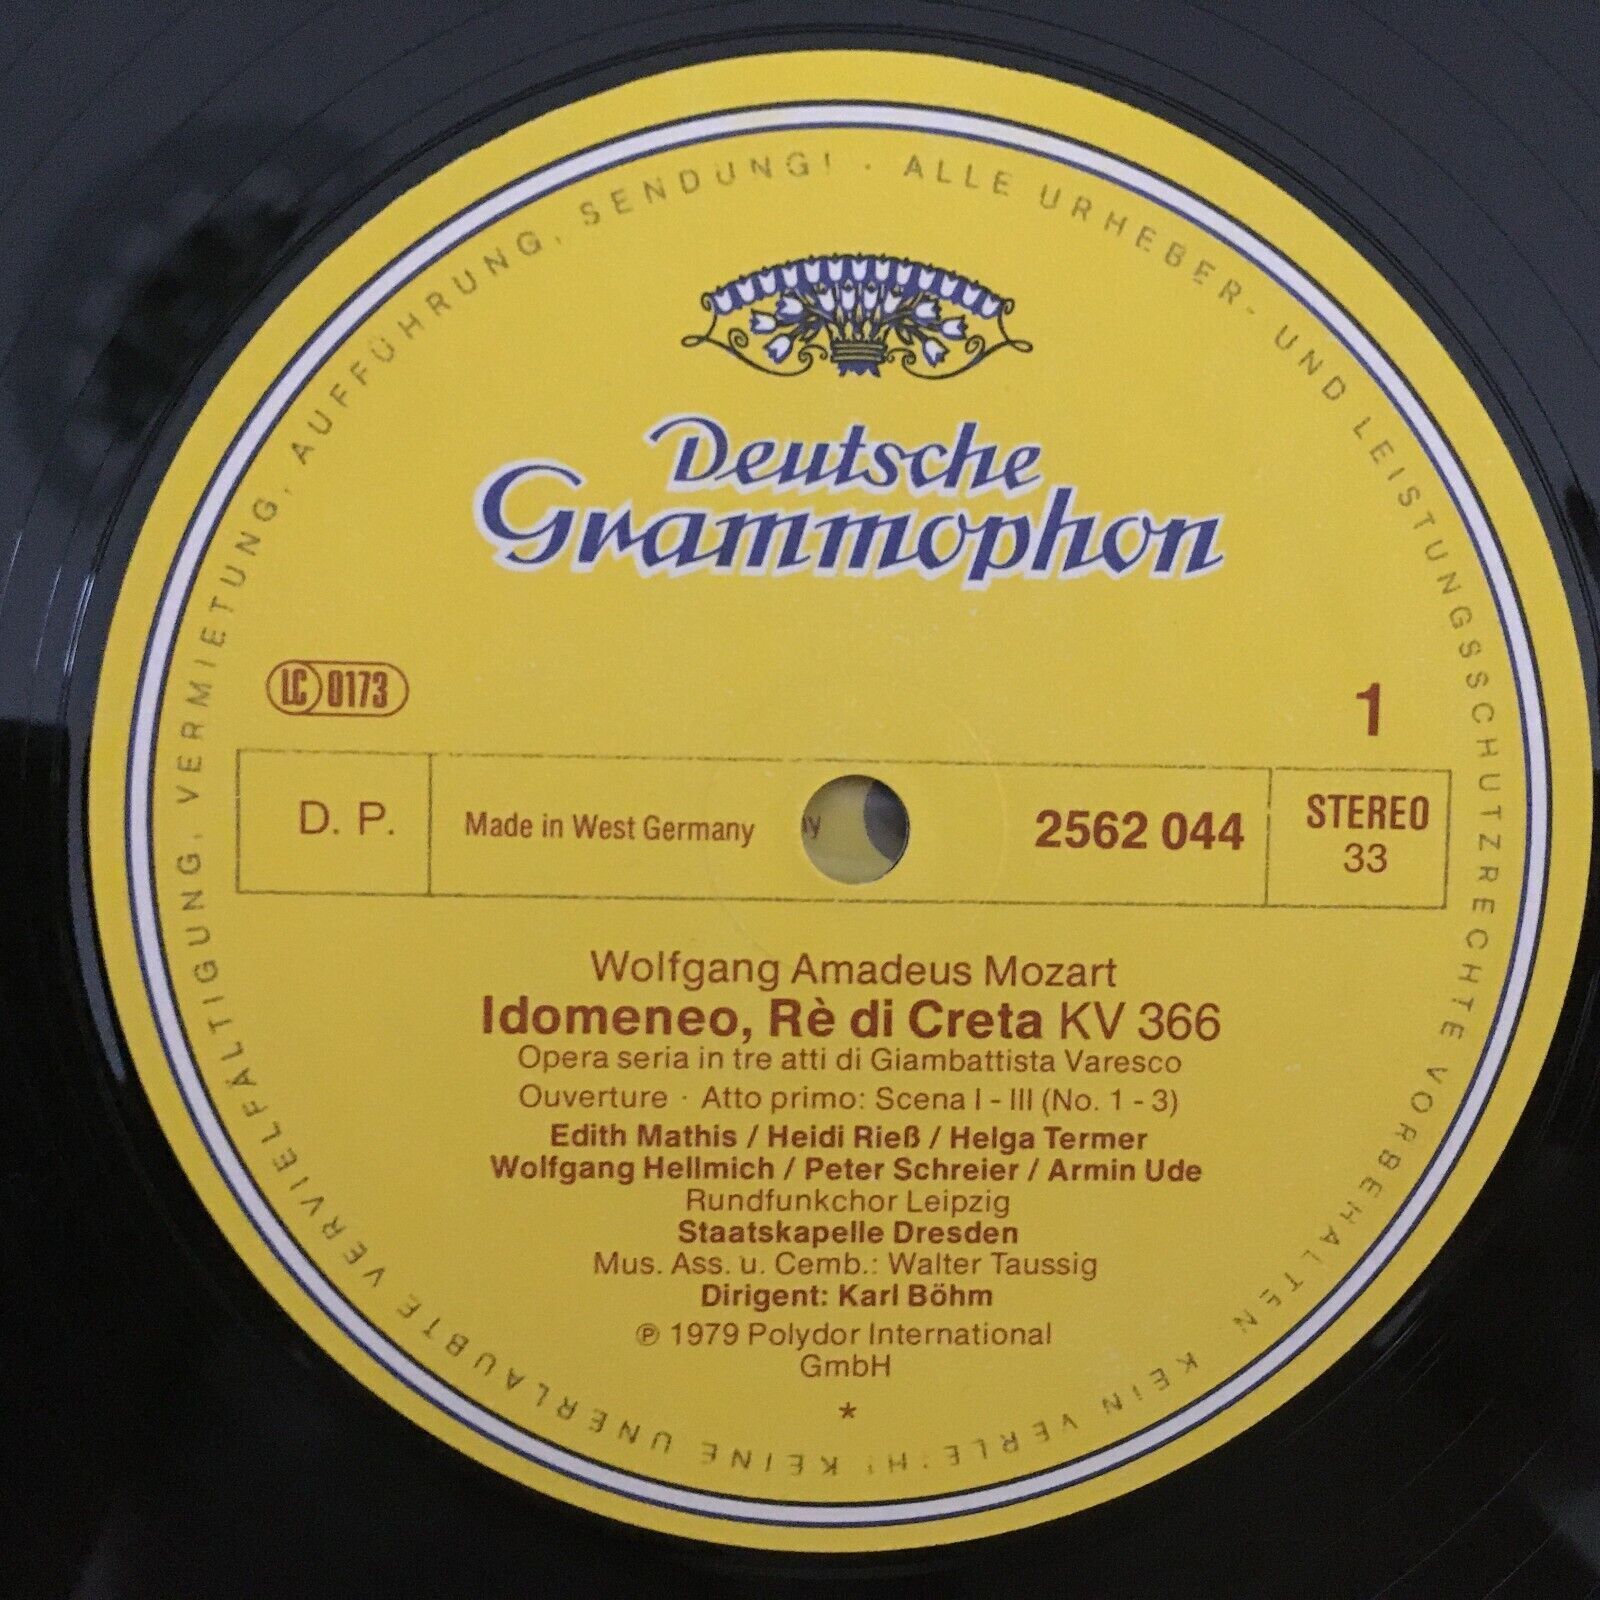 ALLE URHEBER- UND LEISTUNGSSCHUTZRECHTE VORBEHALTEN · KEIN VERLEIH! KEINE UNERLAUBTE VERVIELFÄLTIGUNG, VERMIETUNG, AUFFÜHRUNG, SENDUNG! ·
Deutsche
Grammophon
LC 0173
1
D. P.
Made in West Germany
2562 044
STEREO
33
Wolfgang Amadeus Mozart
Idomeneo, Rè di Creta KV 366
Opera seria in tre atti di Giambattista Varesco
Ouverture · Atto primo: Scena I - III (No. 1 - 3)
Edith Mathis / Heidi Rieß / Helga Termer
Wolfgang Hellmich / Peter Schreier / Armin Ude
Rundfunkchor Leipzig
Staatskapelle Dresden
Mus. Ass. u. Cemb.: Walter Taussig
Dirigent: Karl Böhm
℗ 1979 Polydor International
GmbH
*